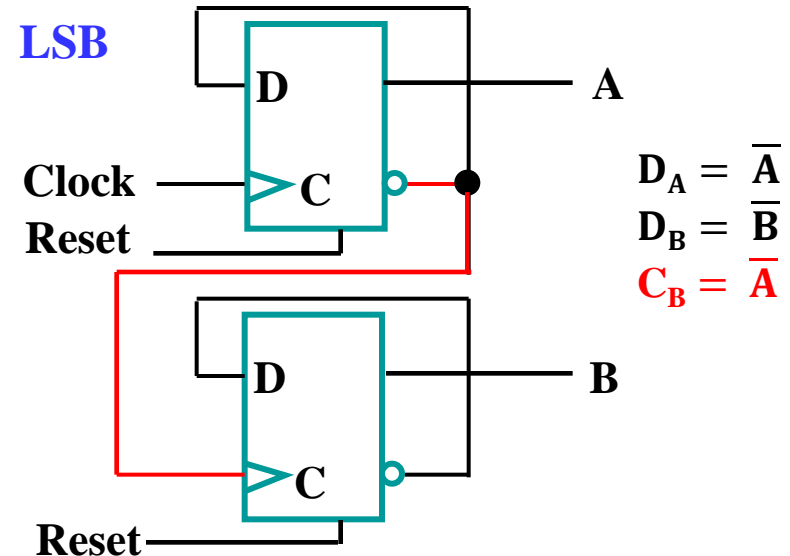 LSB
D
A
Clock
C
Reset
D_A = A̅
D_B = B̅
C_B = A̅
D
B
C
Reset